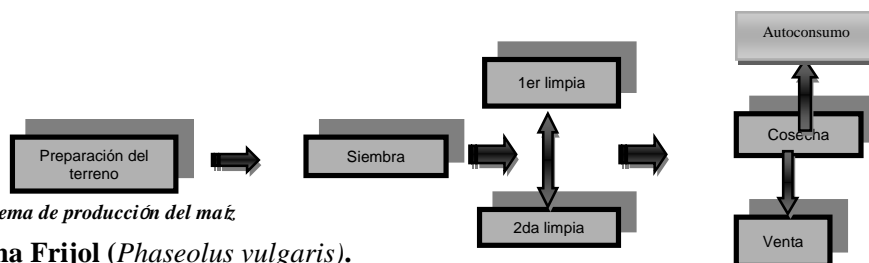 Autoconsumo
1er limpia
Cosecha
Preparación del
terreno
Siembra
2da limpia
Venta
ema de producción del maíz
na Frijol (Phaseolus vulgaris).